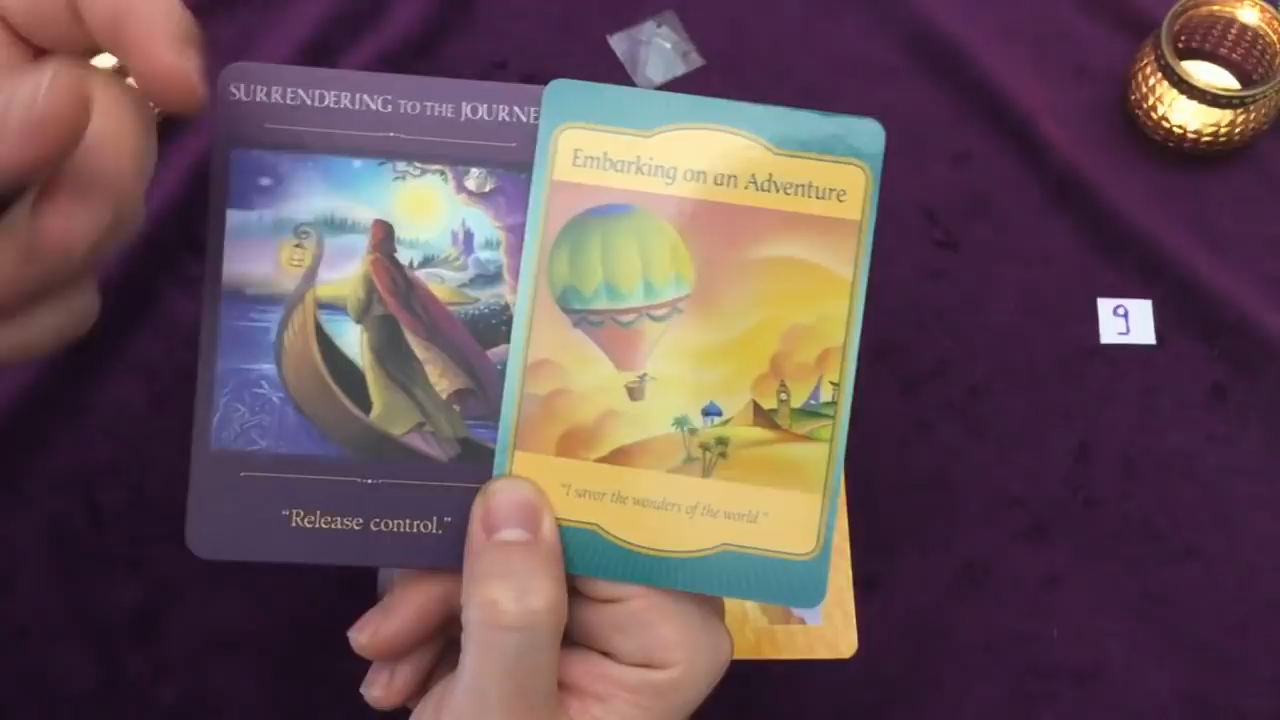 SURRENDERING TO THE JOURNE
"Release control."
Embarking on an Adventure
"I savor the wonders of the world."
9